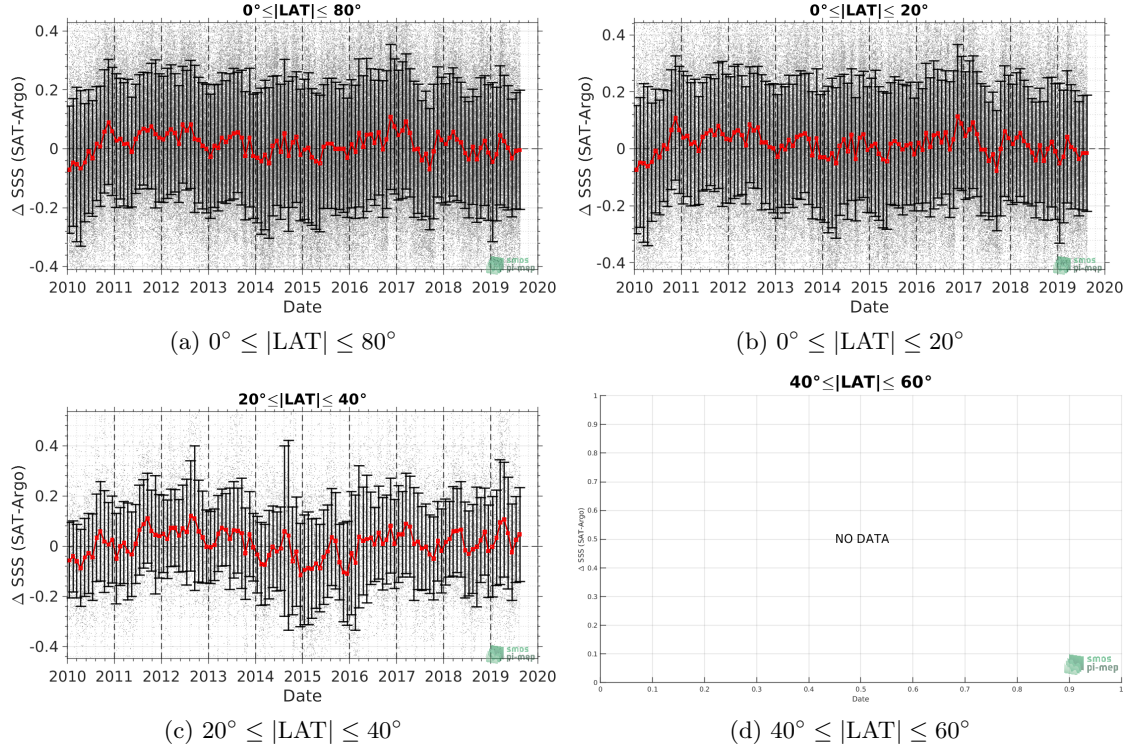 0°≤|LAT|≤ 80°
Δ SSS (SAT-Argo)
0.4
0.2
0
-0.2
-0.4
2010 2011 2012 2013 2014 2015 2016 2017 2018 2019 2020
Date
smos
pi-mep
(a) 0° ≤ |LAT| ≤ 80°
0°≤|LAT|≤ 20°
Δ SSS (SAT-Argo)
0.4
0.2
0
-0.2
-0.4
2010 2011 2012 2013 2014 2015 2016 2017 2018 2019 2020
Date
smos
pi-mep
(b) 0° ≤ |LAT| ≤ 20°
20°≤|LAT|≤ 40°
Δ SSS (SAT-Argo)
0.4
0.2
0
-0.2
-0.4
2010 2011 2012 2013 2014 2015 2016 2017 2018 2019 2020
Date
smos
pi-mep
(c) 20° ≤ |LAT| ≤ 40°
40°≤|LAT|≤ 60°
Δ SSS (SAT-Argo)
1
0.9
0.8
0.7
0.6
0.5
0.4
0.3
0.2
0.1
0
NO DATA
0 0.1 0.2 0.3 0.4 0.5 0.6 0.7 0.8 0.9 1
Date
smos
pi-mep
(d) 40° ≤ |LAT| ≤ 60°